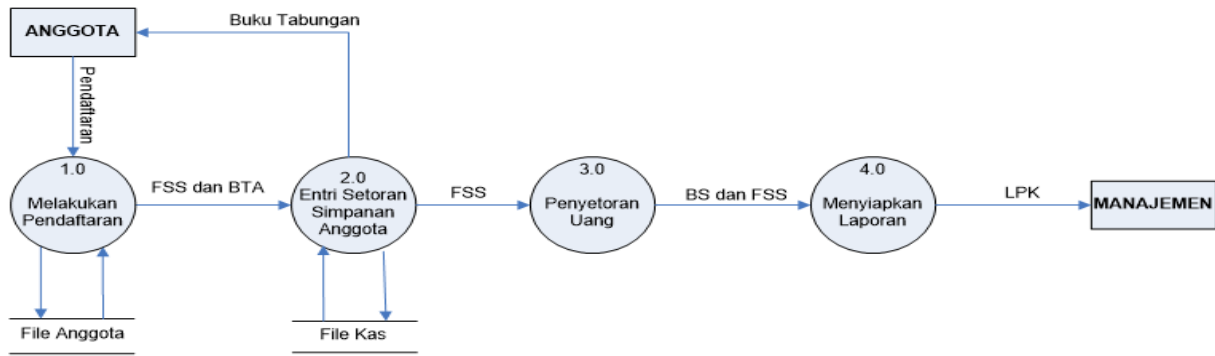 ANGGOTA
Buku Tabungan
Pendaftaran
1.0
Melakukan
Pendaftaran
FSS dan BTA
2.0
Entri Setoran
Simpanan
Anggota
FSS
3.0
Penyetoran
Uang
BS dan FSS
4.0
Menyiapkan
Laporan
LPK
MANAJEMEN
File Anggota
File Kas